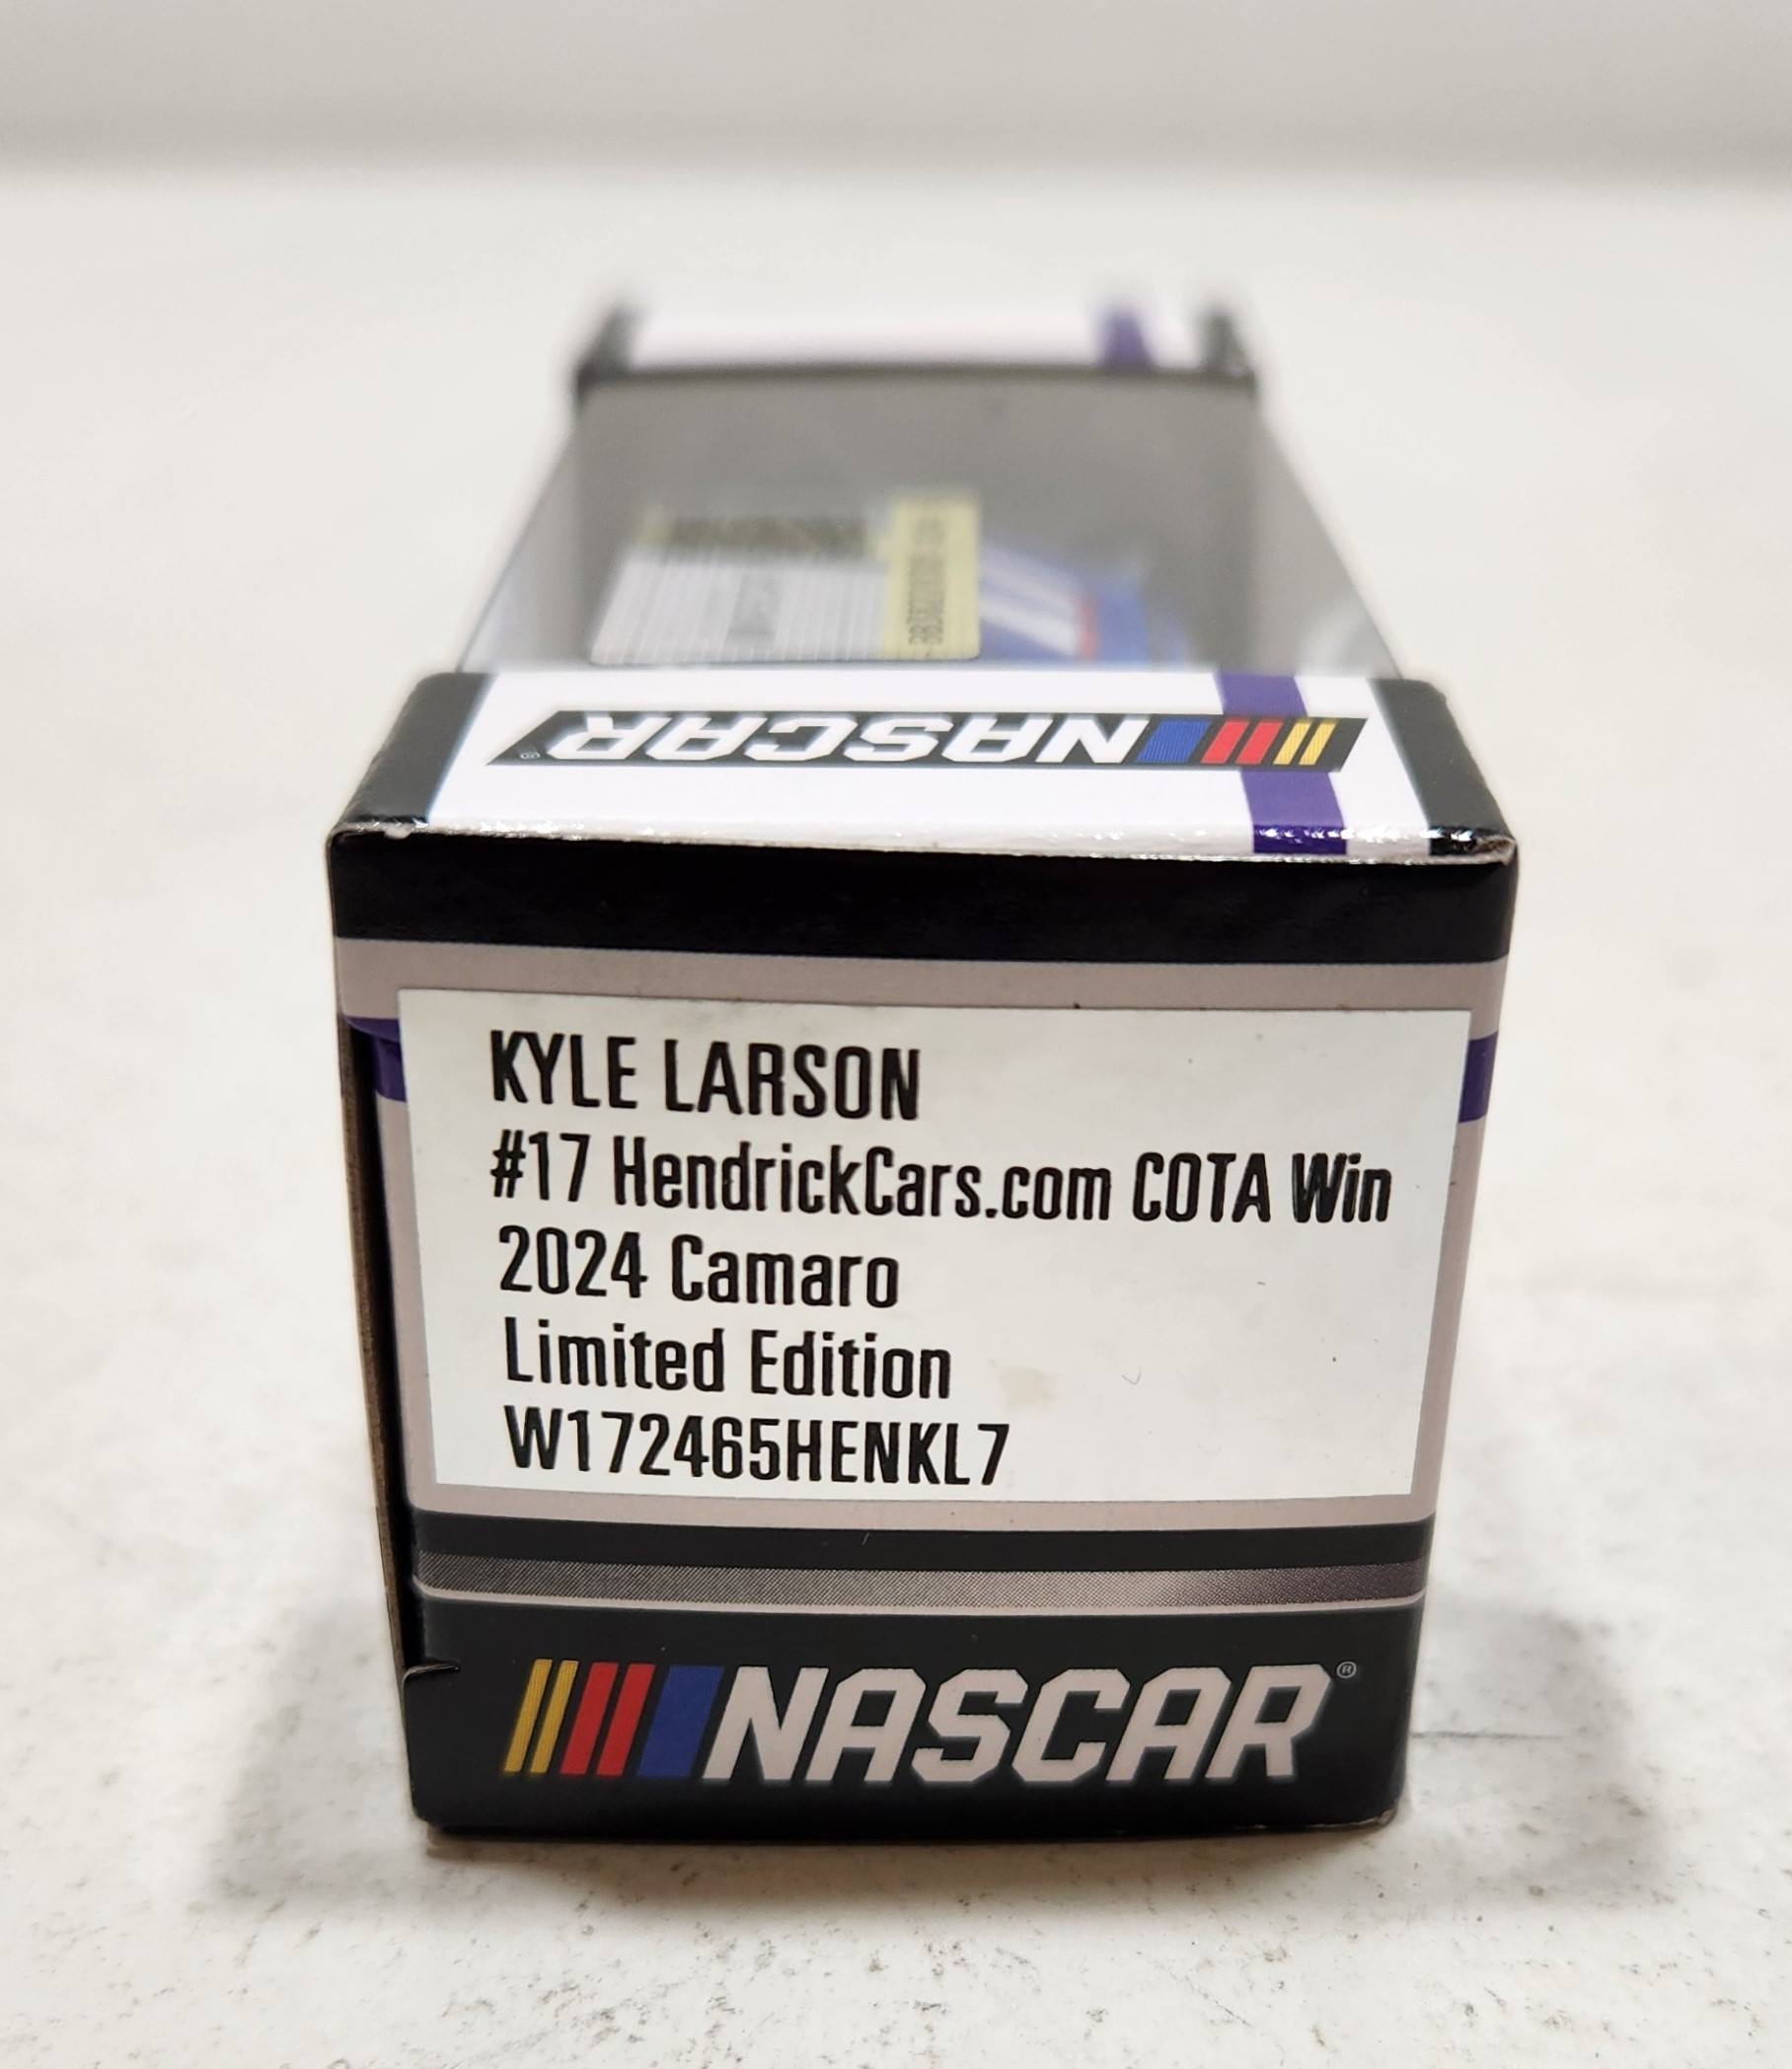 NASCAR
KYLE LARSON
#17 HendrickCars.com COTA Win
2024 Camaro
Limited Edition
W172465HENKL7
NASCAR®